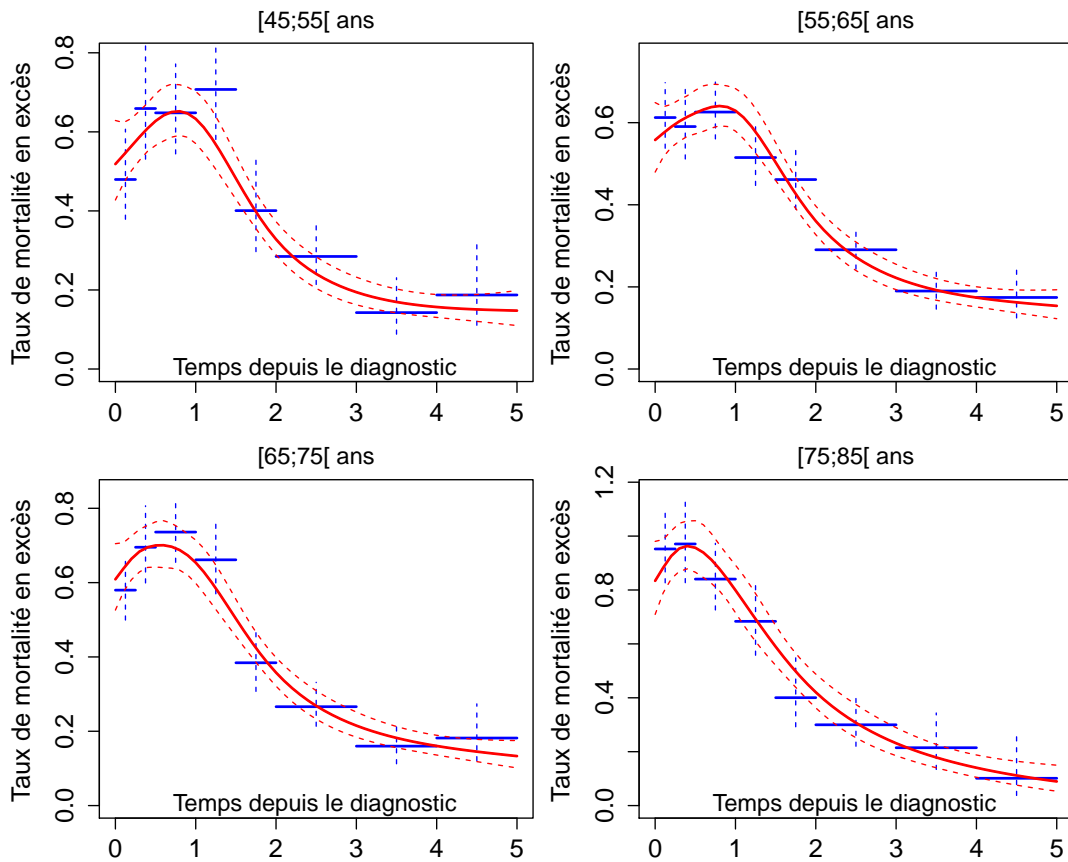 [45;55[ ans
Taux de mortalité en excès
0.0 0.2 0.4 0.6 0.8
Temps depuis le diagnostic
0 1 2 3 4 5
[55;65[ ans
Taux de mortalité en excès
0.0 0.2 0.4 0.6
Temps depuis le diagnostic
0 1 2 3 4 5
[65;75[ ans
Taux de mortalité en excès
0.0 0.2 0.4 0.6 0.8
Temps depuis le diagnostic
0 1 2 3 4 5
[75;85[ ans
Taux de mortalité en excès
0.0 0.4 0.8 1.2
Temps depuis le diagnostic
0 1 2 3 4 5